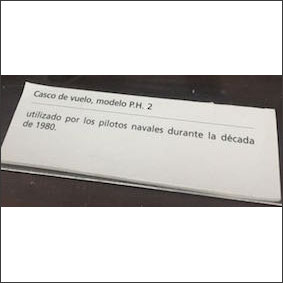 Casco de vuelo, modelo P.H. 2
utilizado por los pilotos navales durante la década
de 1980.